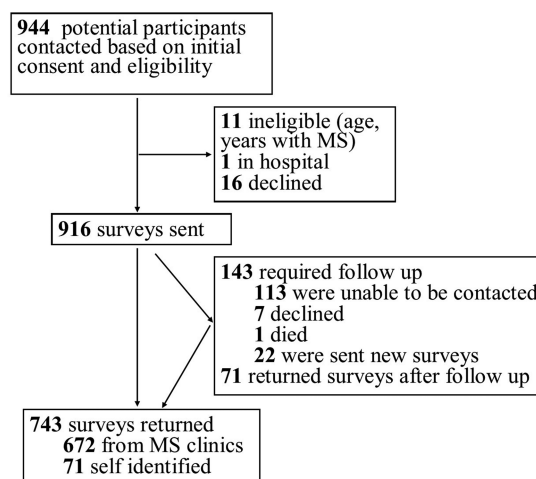 944 potential participants
contacted based on initial
consent and eligibility
11 ineligible (age,
years with MS)
1 in hospital
16 declined
916 surveys sent
143 required follow up
113 were unable to be contacted
7 declined
1 died
22 were sent new surveys
71 returned surveys after follow up
743 surveys returned
672 from MS clinics
71 self identified